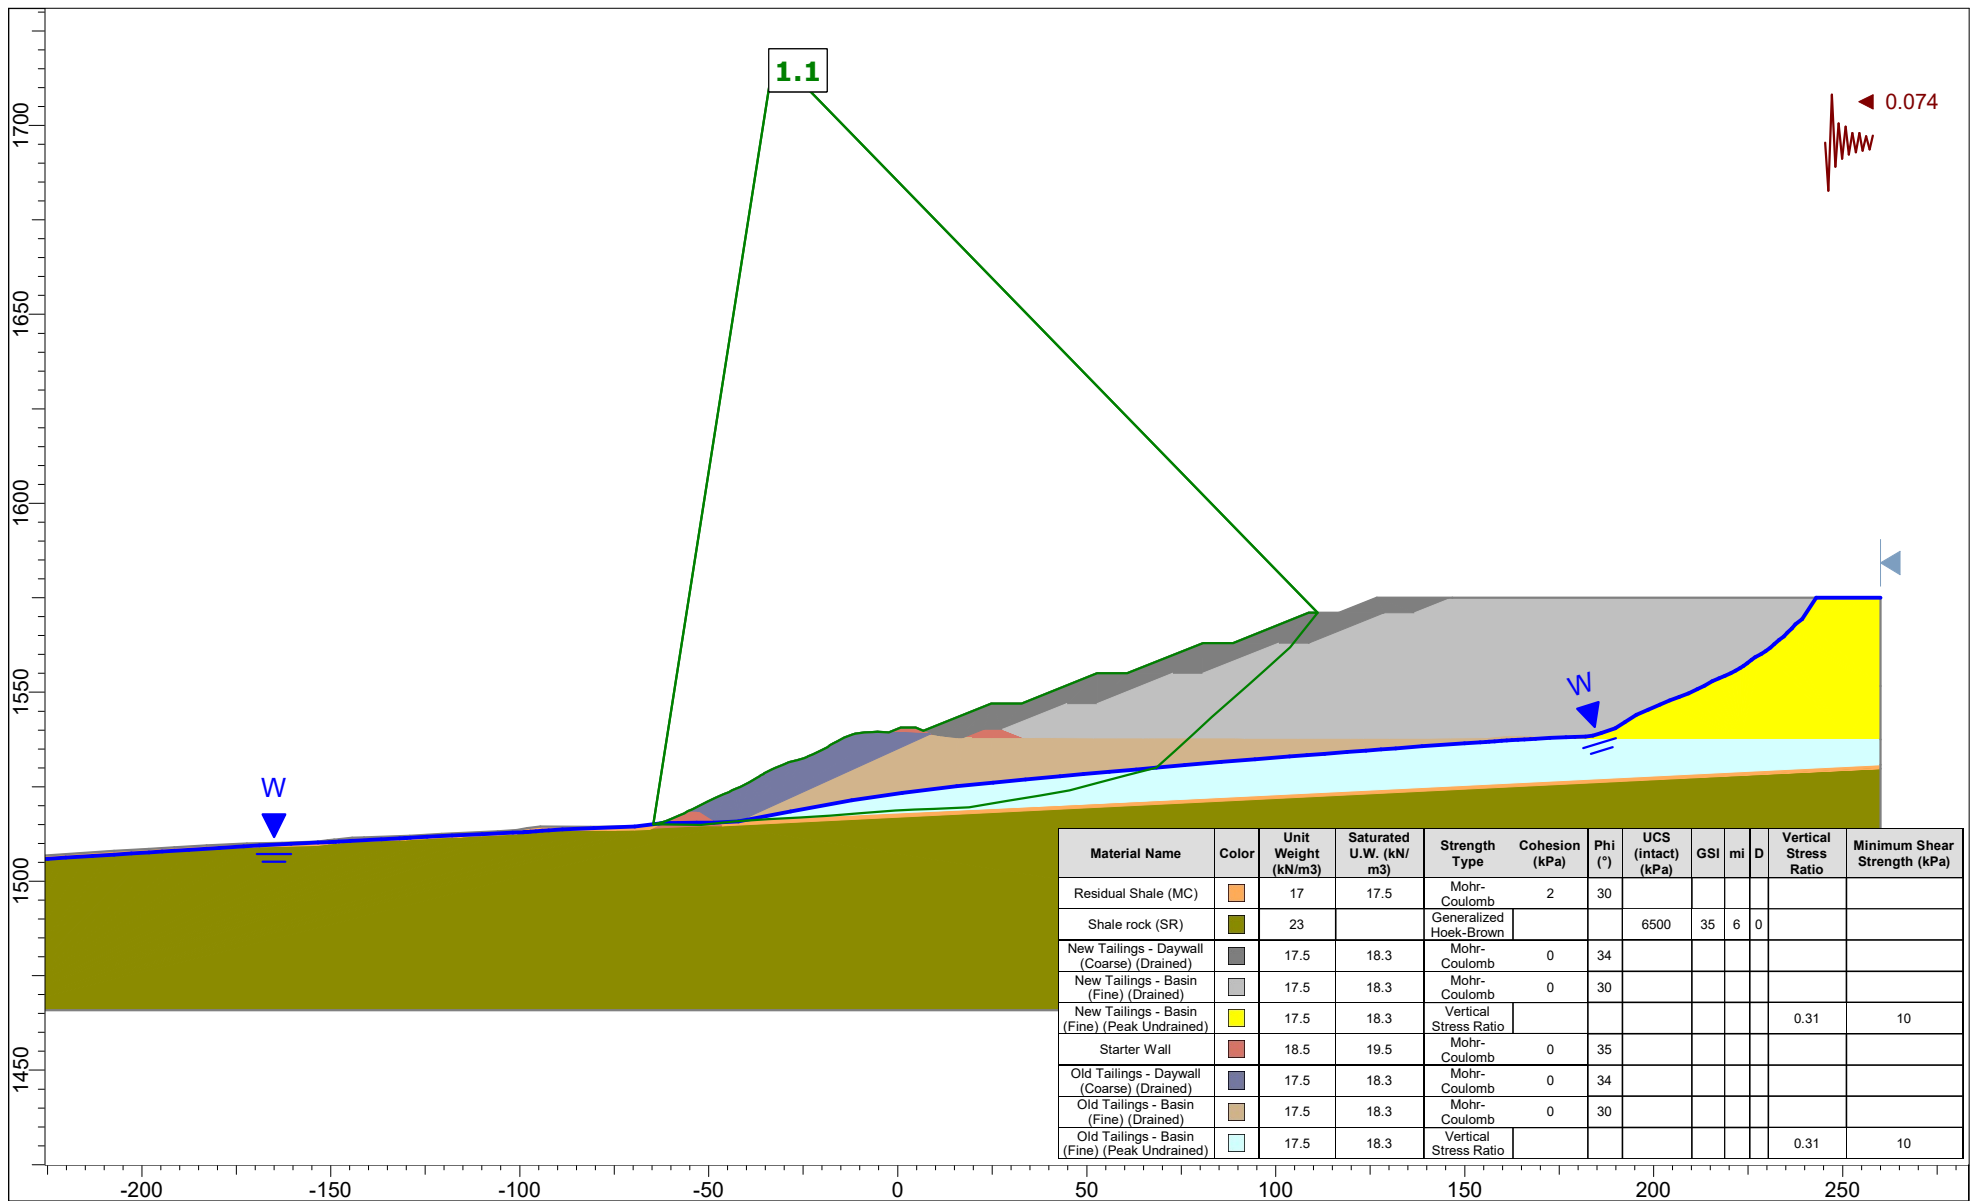 1.1
0.074
1700
1650
1600
1550
1500
1450
W
W
Material Name Color Unit Weight (kN/m3) Saturated U.W. (kN/ m3) Strength Type Cohesion (kPa) Phi (°) UCS (intact) (kPa) GSI mi D Vertical Stress Ratio Minimum Shear Strength (kPa)
Residual Shale (MC) 17 17.5 Mohr- Coulomb 2 30
Shale rock (SR) 23 Generalized Hoek-Brown 6500 35 6 0
New Tailings - Daywall (Coarse) (Drained) 17.5 18.3 Mohr- Coulomb 0 34
New Tailings - Basin (Fine) (Drained) 17.5 18.3 Mohr- Coulomb 0 30
New Tailings - Basin (Fine) (Peak Undrained) 17.5 18.3 Vertical Stress Ratio 0.31 10
Starter Wall 18.5 19.5 Mohr- Coulomb 0 35
Old Tailings - Daywall (Coarse) (Drained) 17.5 18.3 Mohr- Coulomb 0 34
Old Tailings - Basin (Fine) (Drained) 17.5 18.3 Mohr- Coulomb 0 30
Old Tailings - Basin (Fine) (Peak Undrained) 17.5 18.3 Vertical Stress Ratio 0.31 10
-200 -150 -100 -50 0 50 100 150 200 250